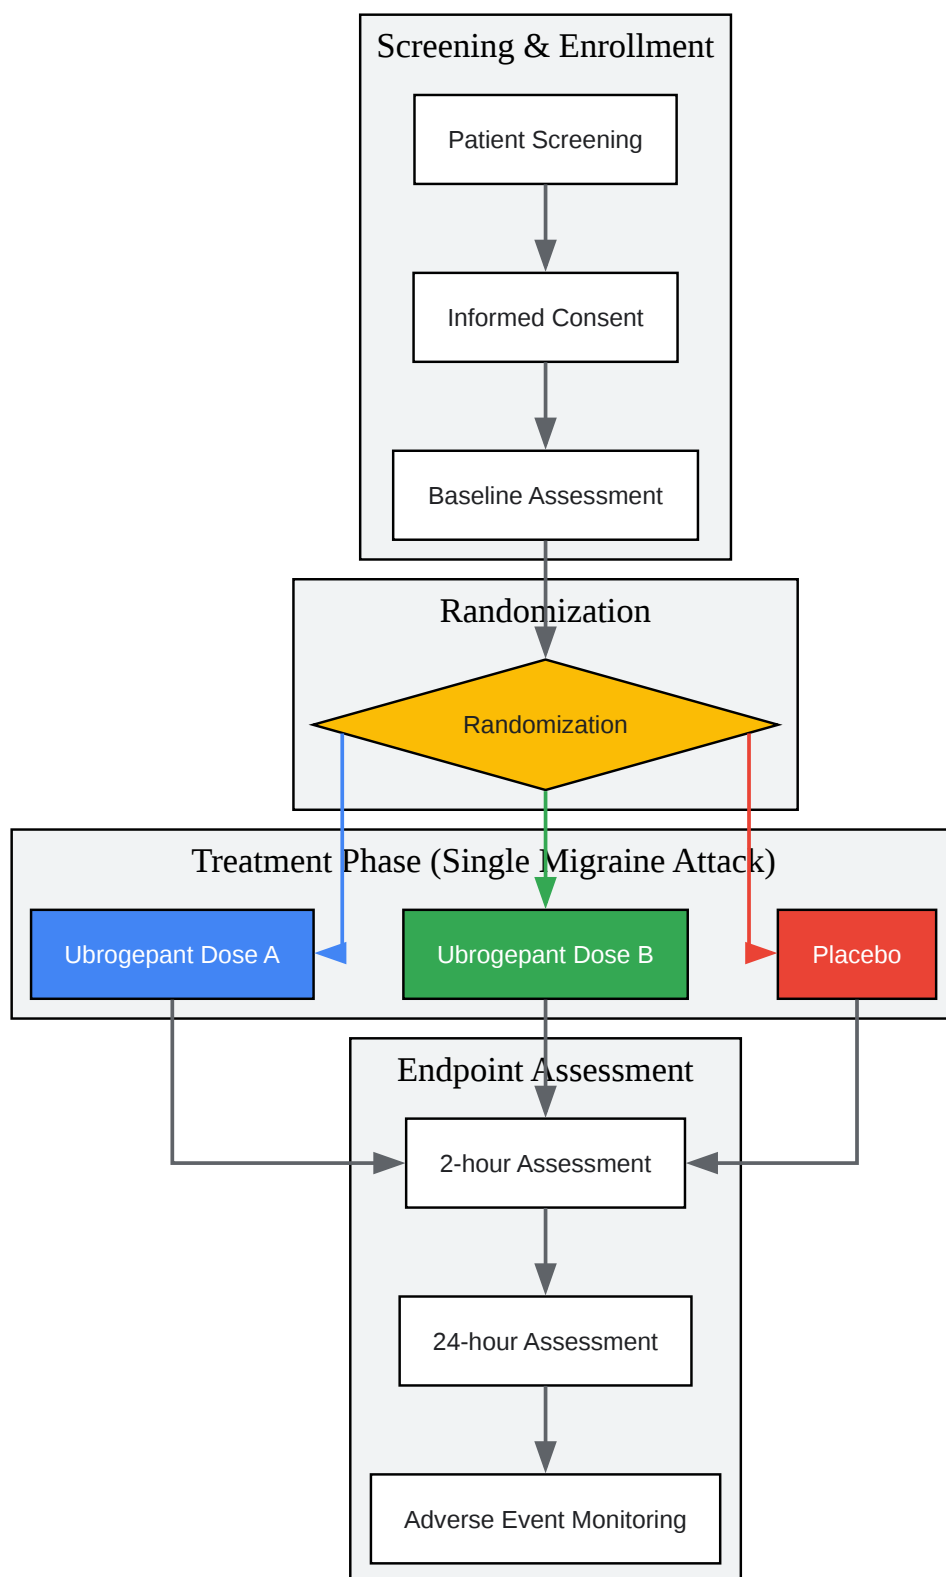 Screening & Enrollment
Patient Screening
Informed Consent
Baseline Assessment
Randomization
Randomization
Treatment Phase (Single Migraine Attack)
Ubrogepant Dose A
Ubrogepant Dose B
Placebo
Endpoint Assessment
2-hour Assessment
24-hour Assessment
Adverse Event Monitoring